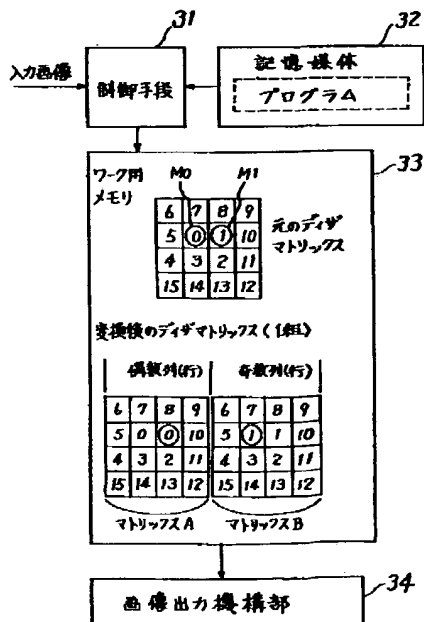 31
32
入力画像
制御手段
記憶媒体
プログラム
33
ワーク用
メモリ
M0 M1
6 7 8 9
5 0 1 10
4 3 2 11
15 14 13 12
元のディザ
マトリックス
変換後のディザマトリックス(1組)
偶数列(行) 奇数列(行)
6 7 8 9 6 7 8 9
5 0 0 10 5 1 1 10
4 3 2 11 4 3 2 11
15 14 13 12 15 14 13 12
マトリックスA マトリックスB
画像出力機構部
34